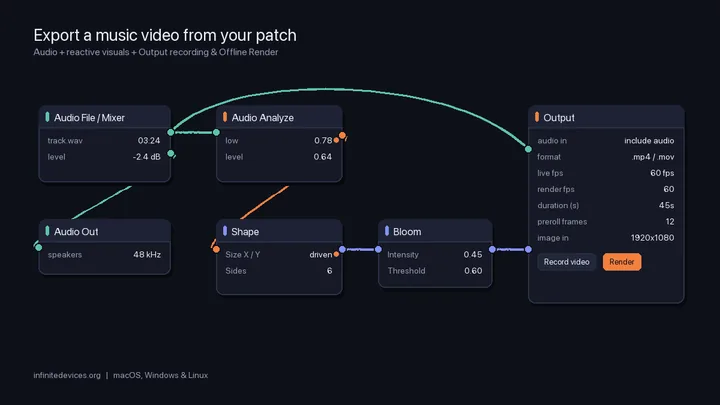 Export a music video from your patch
Audio + reactive visuals + Output recording & Offline Render
Audio File / Mixer
track.wav 03:24
level -2.4 dB
Audio Analyze
low 0.78
level 0.64
Output
audio in include audio
format .mp4 / .mov
live fps 60 fps
render fps 60
duration (s) 45s
preroll frames 12
image in 1920x1080
Record video Render
Audio Out
speakers 48 kHz
Shape
Size X / Y driven
Sides 6
Bloom
Intensity 0.45
Threshold 0.60
infinitedevices.org | macOS, Windows & Linux